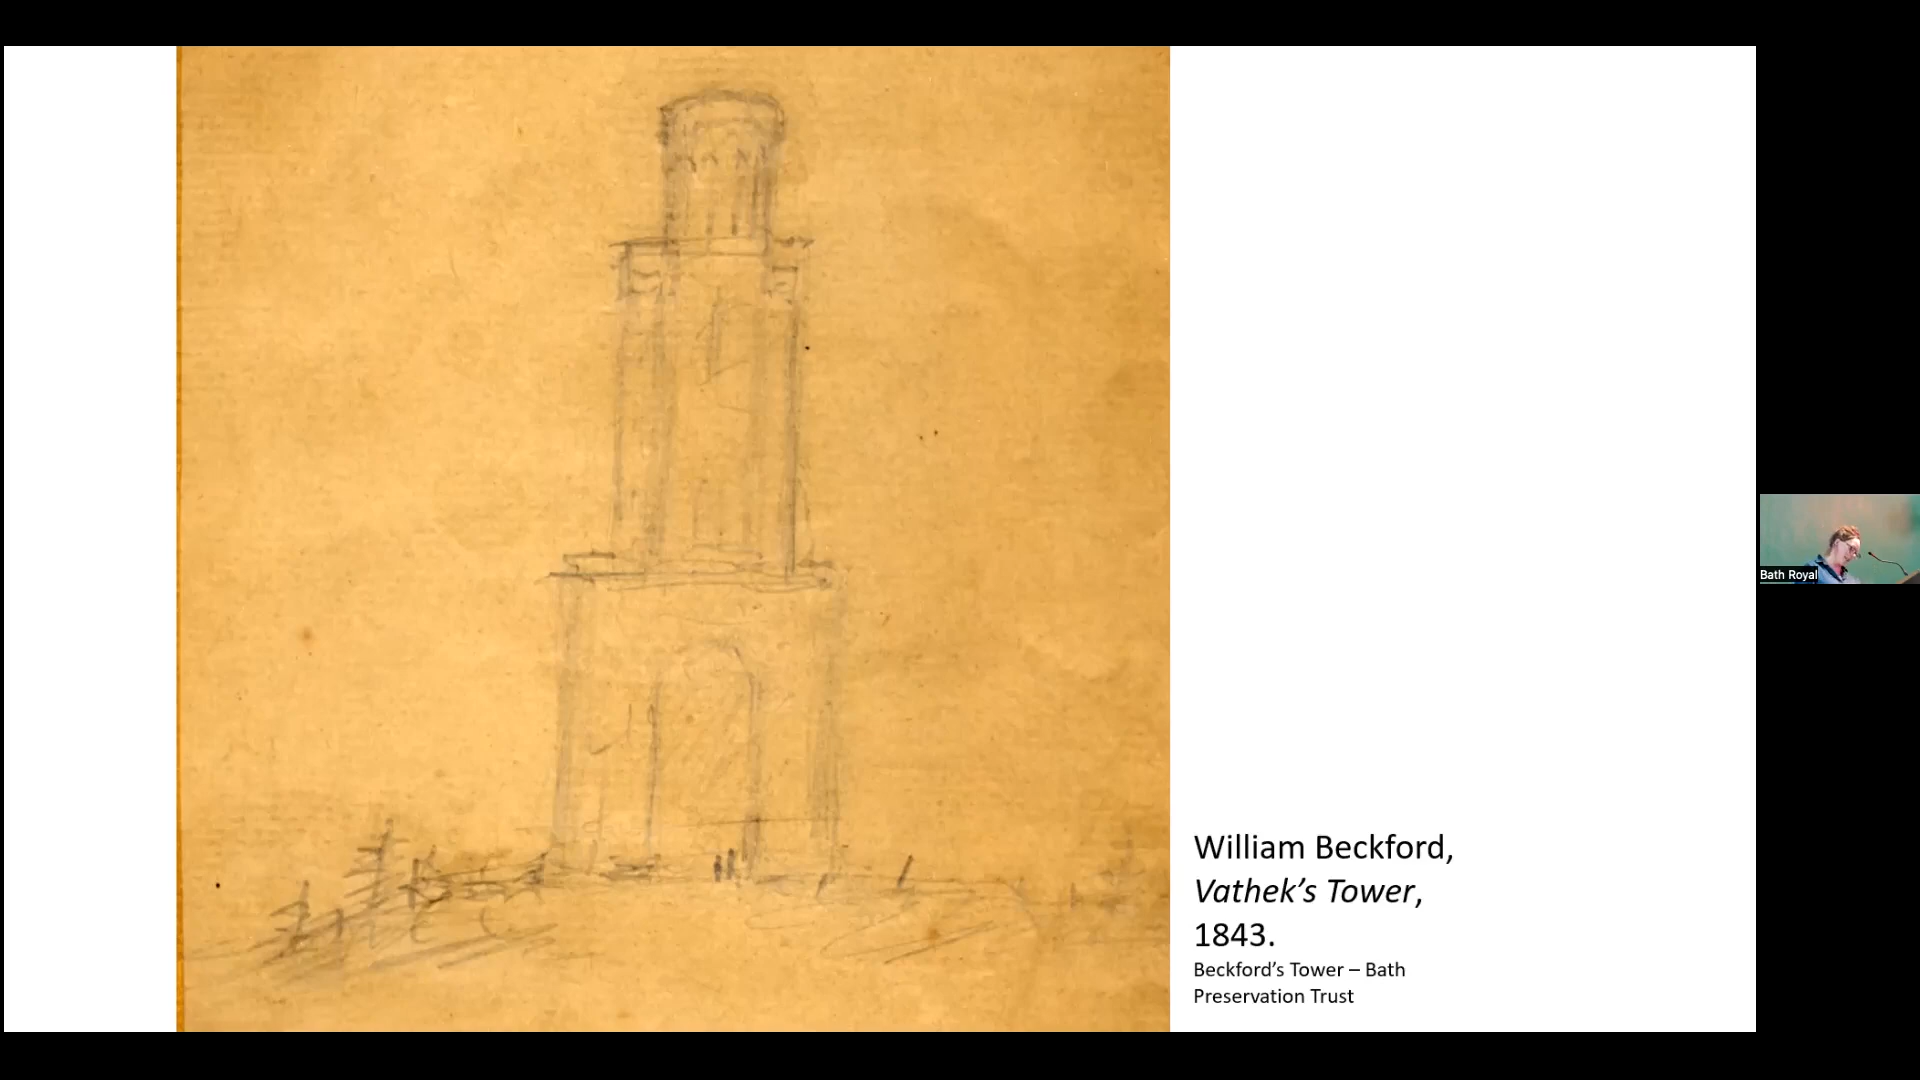 William Beckford,
Vathek’s Tower,
1843.
Beckford’s Tower – Bath
Preservation Trust
Bath Royal